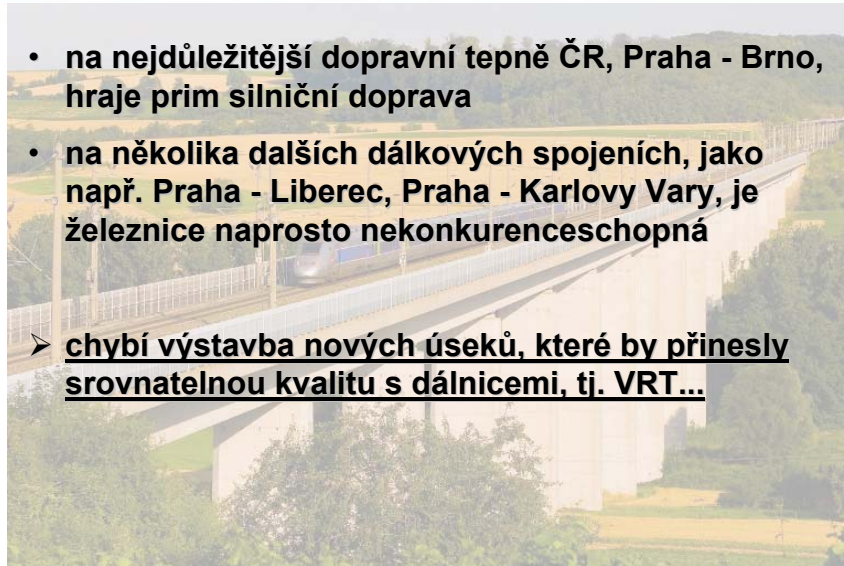 • na nejdůležitější dopravní tepně ČR, Praha - Brno,
hraje prim silniční doprava
• na několika dalších dálkových spojeních, jako
např. Praha - Liberec, Praha - Karlovy Vary, je
železnice naprosto nekonkurenceschopná
➢ chybí výstavba nových úseků, které by přinesly
srovnatelnou kvalitu s dálnicemi, tj. VRT...